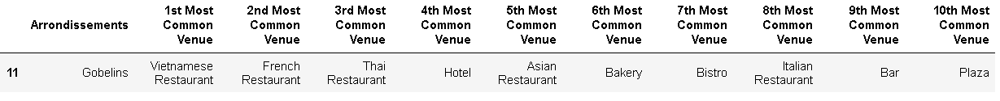 Arrondissements 1st Most Common Venue 2nd Most Common Venue 3rd Most Common Venue 4th Most Common Venue 5th Most Common Venue 6th Most Common Venue 7th Most Common Venue 8th Most Common Venue 9th Most Common Venue 10th Most Common Venue
11 Gobelins Vietnamese Restaurant French Restaurant Thai Restaurant Hotel Asian Restaurant Bakery Bistro Italian Restaurant Bar Plaza